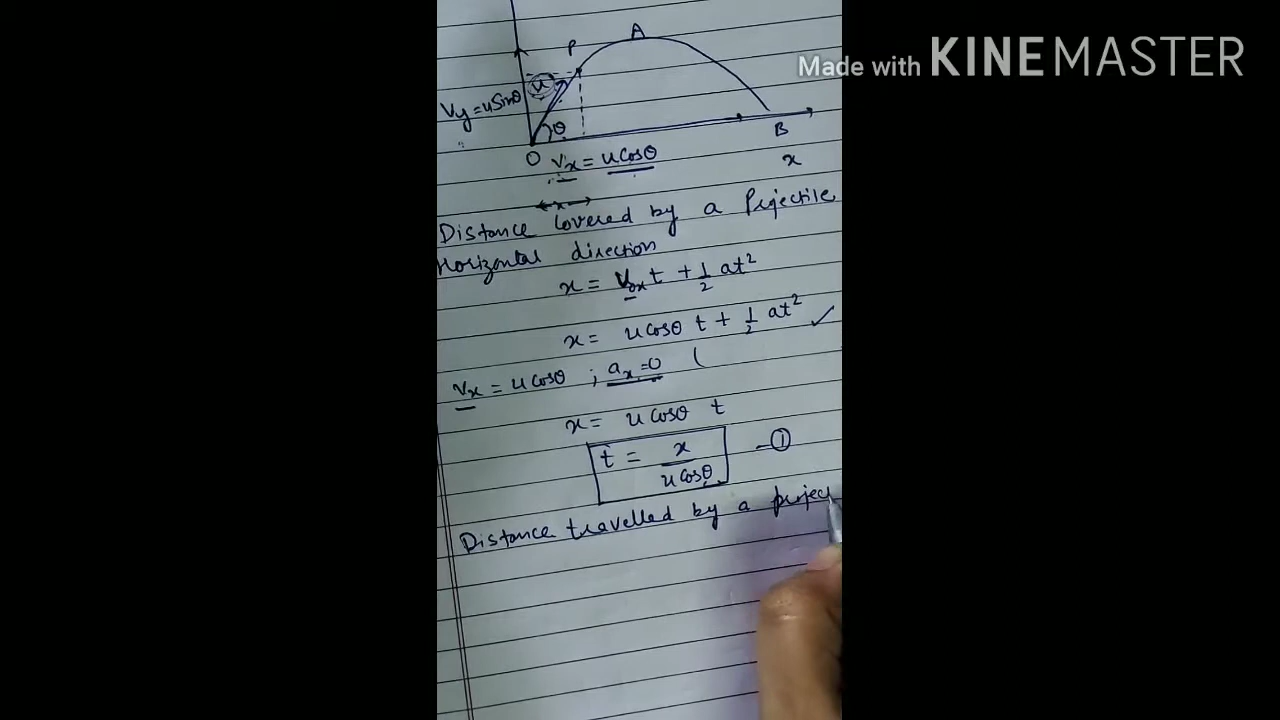 Made with KINEMASTER
A
P
u
Vy = u Sinθ
θ
O
B
Vx = u Cosθ
x
x
Distance Covered by a Projectile
Horizontal direction
x = V₀ₓ t + 1/2 at²
x = u Cosθ t + 1/2 at² ✓
Vx = u Cosθ ; ax = 0 (
x = u Cosθ t
t = x / u Cosθ - ①
Distance travelled by a projec